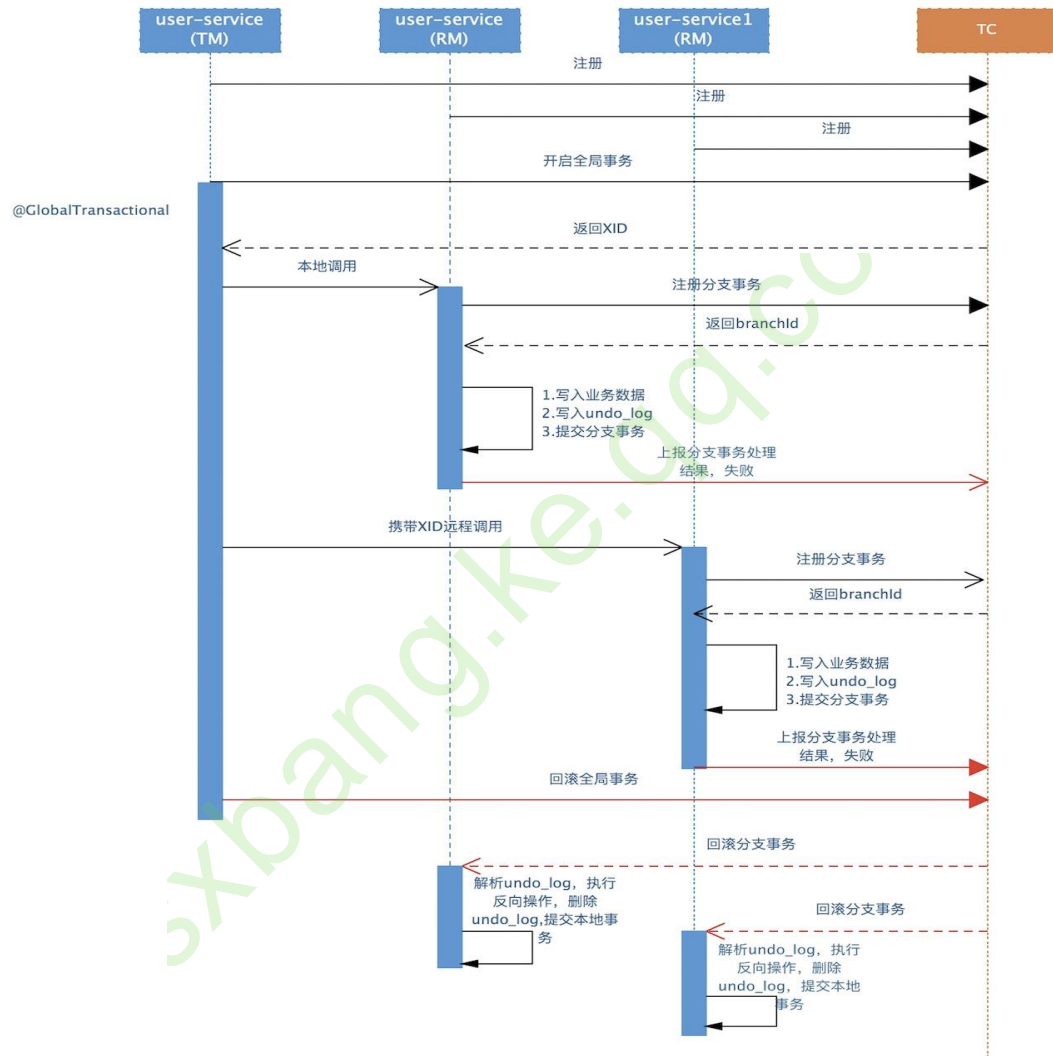 user-service
(TM)
user-service
(RM)
user-service1
(RM)
TC
注册
注册
注册
开启全局事务
@GlobalTransactional
返回XID
本地调用
注册分支事务
返回branchId
1.写入业务数据
2.写入undo_log
3.提交分支事务
上报分支事务处理
结果，失败
携带XID远程调用
注册分支事务
返回branchId
1.写入业务数据
2.写入undo_log
3.提交分支事务
上报分支事务处理
结果，失败
回滚全局事务
回滚分支事务
解析undo_log，执行
反向操作，删除
undo_log,提交本地事
务
回滚分支事务
解析undo_log，执行
反向操作，删除
undo_log，提交本地
事务
sxbang.ke.qq.co